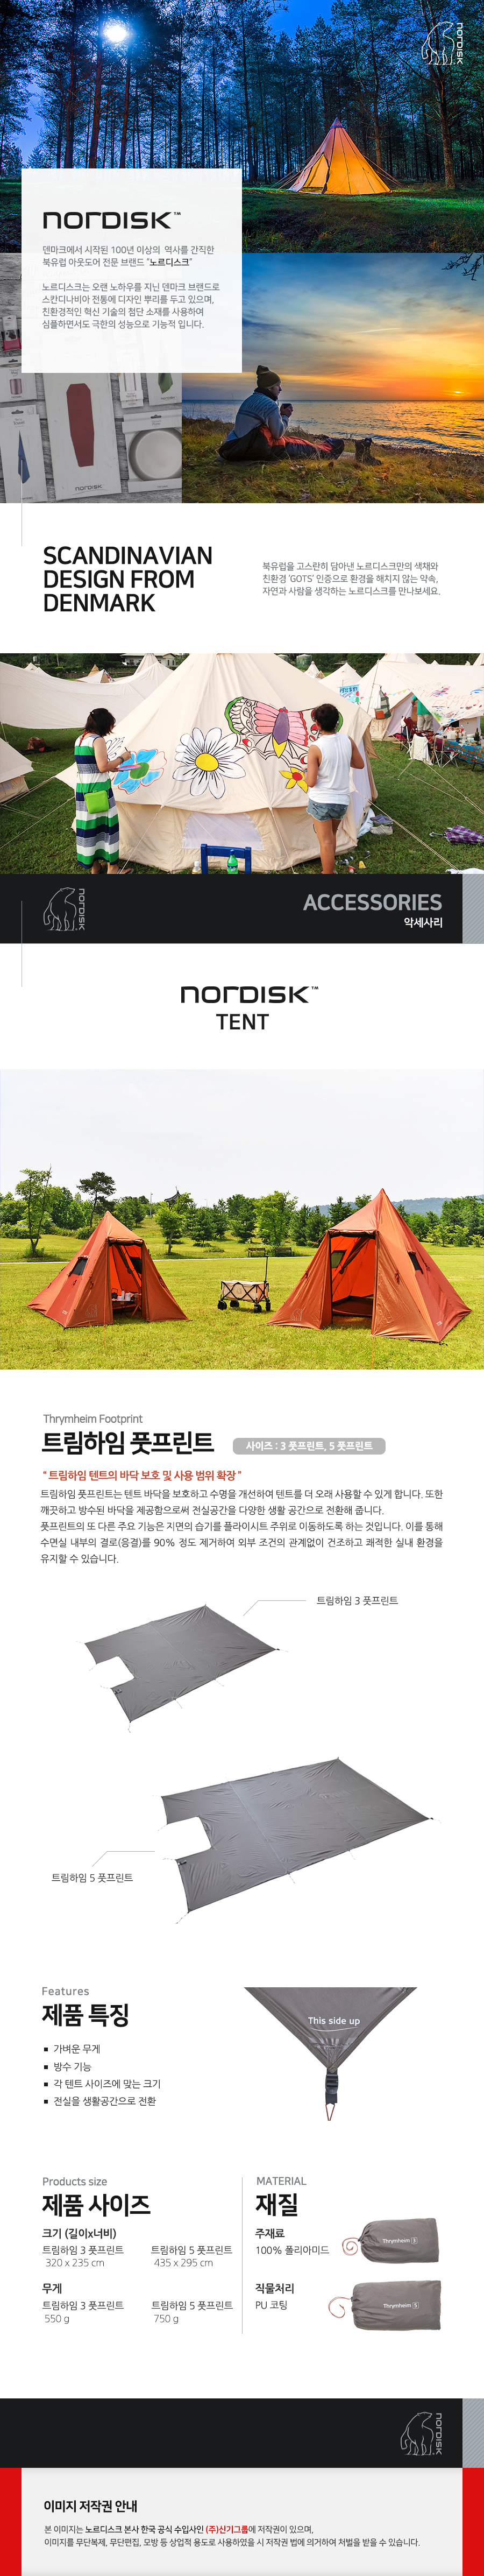 NORDISK
NORDISK™
덴마크에서 시작된 100년 이상의 역사를 간직한
북유럽 아웃도어 전문 브랜드 "노르디스크"
노르디스크는 오랜 노하우를 지닌 덴마크 브랜드로
스칸디나비아 전통에 디자인 뿌리를 두고 있으며,
친환경적인 혁신 기술의 첨단 소재를 사용하여
심플하면서도 극한의 성능으로 기능적 입니다.
NORDISK
SCANDINAVIAN
DESIGN FROM
DENMARK
북유럽을 고스란히 담아낸 노르디스크만의 색채와
친환경 'GOTS' 인증으로 환경을 해치지 않는 약속,
자연과 사람을 생각하는 노르디스크를 만나보세요.
NORDISK
ACCESSORIES
악세사리
NORDISK™
TENT
Thrymheim Footprint
트림하임 풋프린트
사이즈 : 3 풋프린트, 5 풋프린트
" 트림하임 텐트의 바닥 보호 및 사용 범위 확장 "
트림하임 풋프린트는 텐트 바닥을 보호하고 수명을 개선하여 텐트를 더 오래 사용할 수 있게 합니다. 또한
깨끗하고 방수된 바닥을 제공함으로써 전실공간을 다양한 생활 공간으로 전환해 줍니다.
풋프린트의 또 다른 주요 기능은 지면의 습기를 플라이시트 주위로 이동하도록 하는 것입니다. 이를 통해
수면실 내부의 결로(응결)를 90% 정도 제거하여 외부 조건의 관계없이 건조하고 쾌적한 실내 환경을
유지할 수 있습니다.
트림하임 3 풋프린트
트림하임 5 풋프린트
Features
제품 특징
■ 가벼운 무게
■ 방수 기능
■ 각 텐트 사이즈에 맞는 크기
■ 전실을 생활공간으로 전환
This side up
Products size
제품 사이즈
크기 (길이x너비)
트림하임 3 풋프린트
320 x 235 cm
트림하임 5 풋프린트
435 x 295 cm
무게
트림하임 3 풋프린트
550 g
트림하임 5 풋프린트
750 g
MATERIAL
재질
주재료
100% 폴리아미드
직물처리
PU 코팅
Thrymheim 3
Thrymheim 5
NORDISK
이미지 저작권 안내
본 이미지는 노르디스크 본사 한국 공식 수입사인 (주)신기그룹에 저작권이 있으며,
이미지를 무단복제, 무단편집, 모방 등 상업적 용도로 사용하였을 시 저작권 법에 의거하여 처벌을 받을 수 있습니다.